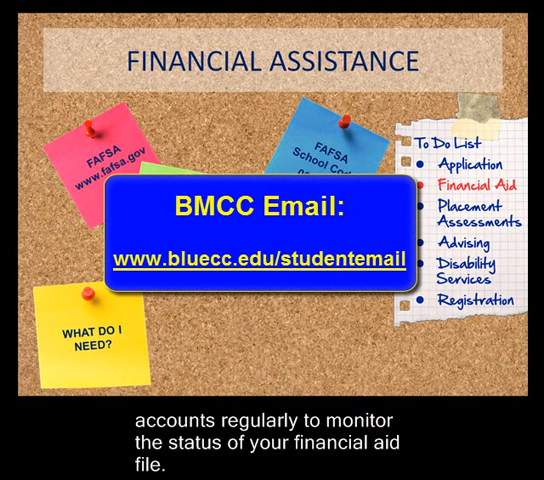 FINANCIAL ASSISTANCE
FAFSA
www.fafsa.gov
FAFSA
School
To Do List
Application
Financial Aid
Placement
Assessments
Advising
Disability
Services
Registration
BMCC Email:
www.bluecc.edu/studentemail
WHAT DO I
NEED?
accounts regularly to monitor
the status of your financial aid
file.